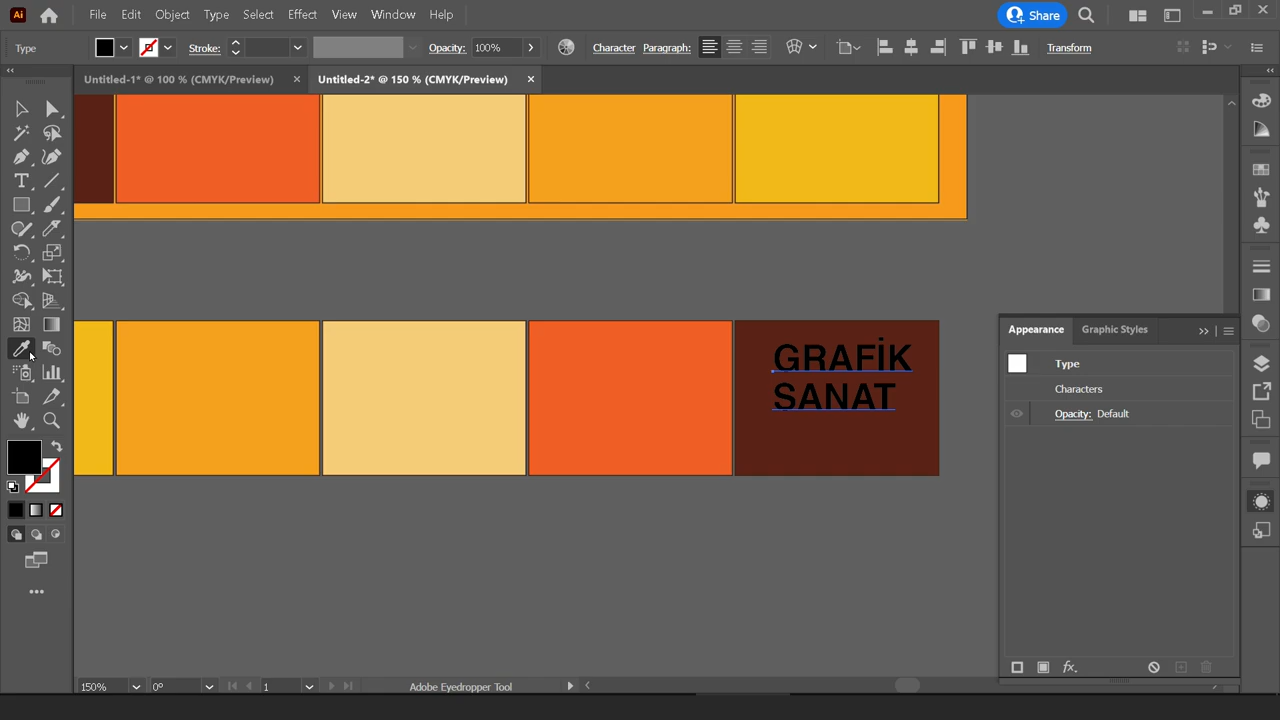 Ai File Edit Object Type Select Effect View Window Help Share
Type Stroke: Opacity: 100% Character Paragraph: Transform
Untitled-1* @ 100 % (CMYK/Preview) × Untitled-2* @ 150 % (CMYK/Preview) ×
GRAFİK
SANAT
Appearance Graphic Styles
Type
Characters
Opacity: Default
fx
150% 0° 1 Adobe Eyedropper Tool